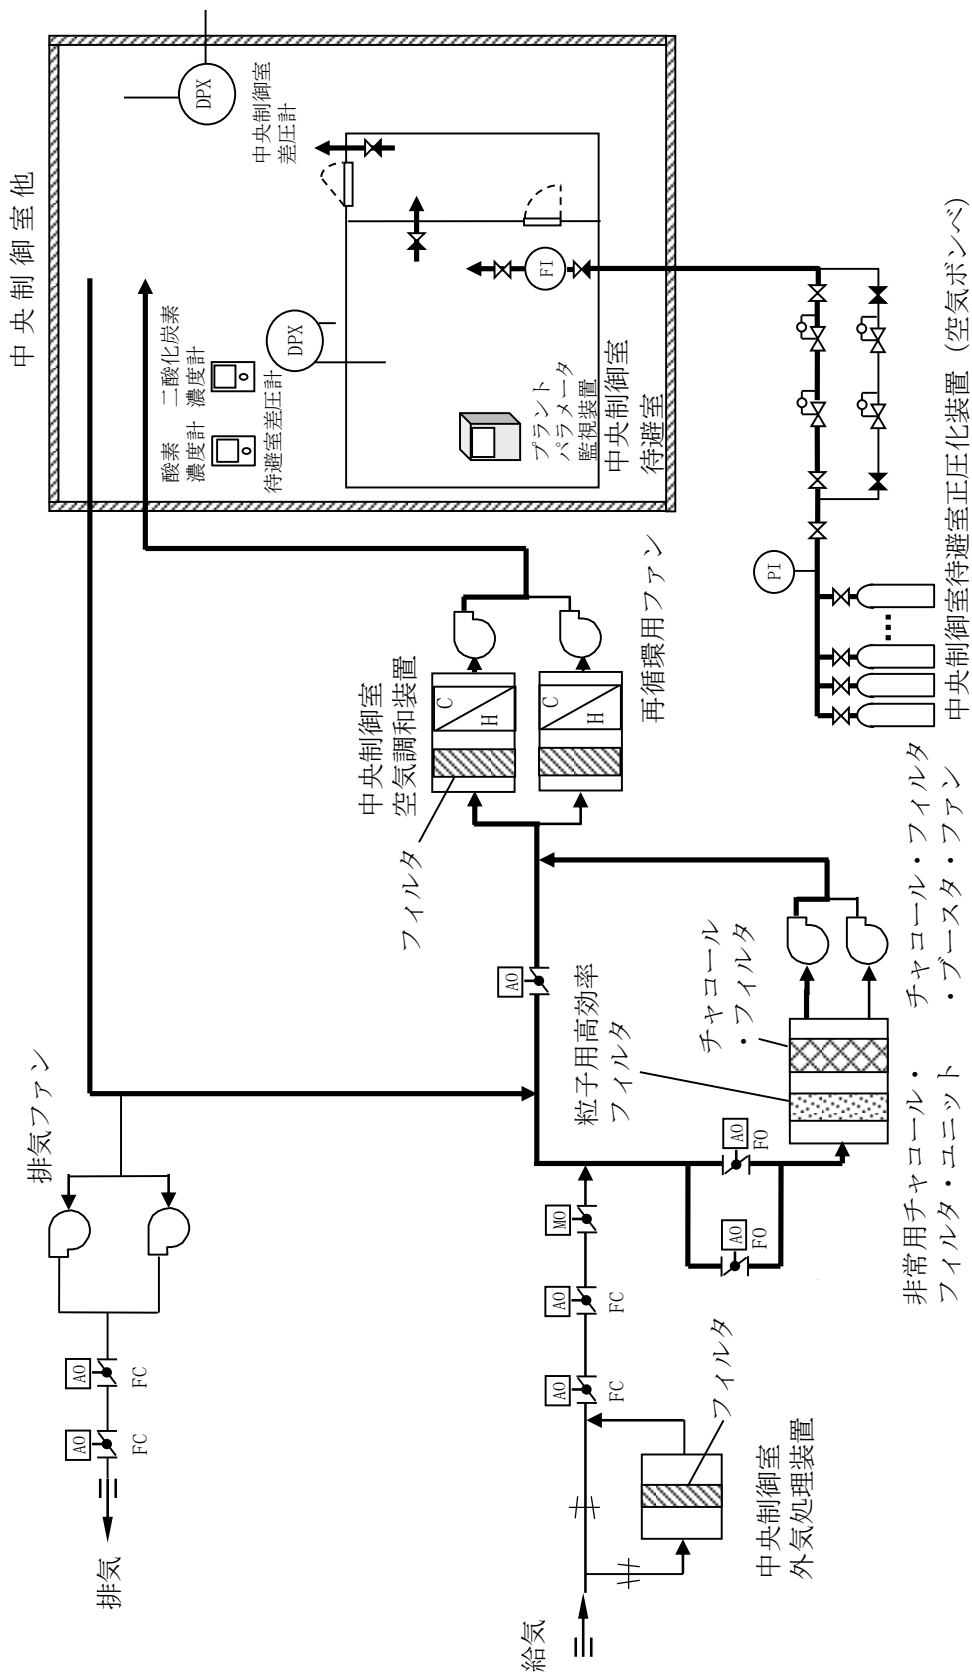 中央制御室他
DPX
中央制御室
差圧計
二酸化炭素
濃度計
酸素
濃度計
待避室差圧計
DPX
FI
プラント
パラメータ
監視装置
中央制御室
待避室
中央制御室待避室正圧化装置（空気ボンベ）
PI
中央制御室
空気調和装置
フィルタ
C
H
C
H
再循環用ファン
AO
排気ファン
AO
FC
AO
FC
排気
粒子用高効率
フィルタ
チャコール
・フィルタ
チャコール・フィルタ
・ブースタ・ファン
非常用チャコール・
フィルタ・ユニット
AO
FO
AO
FO
MO
AO
FC
AO
FC
フィルタ
中央制御室
外気処理装置
給気